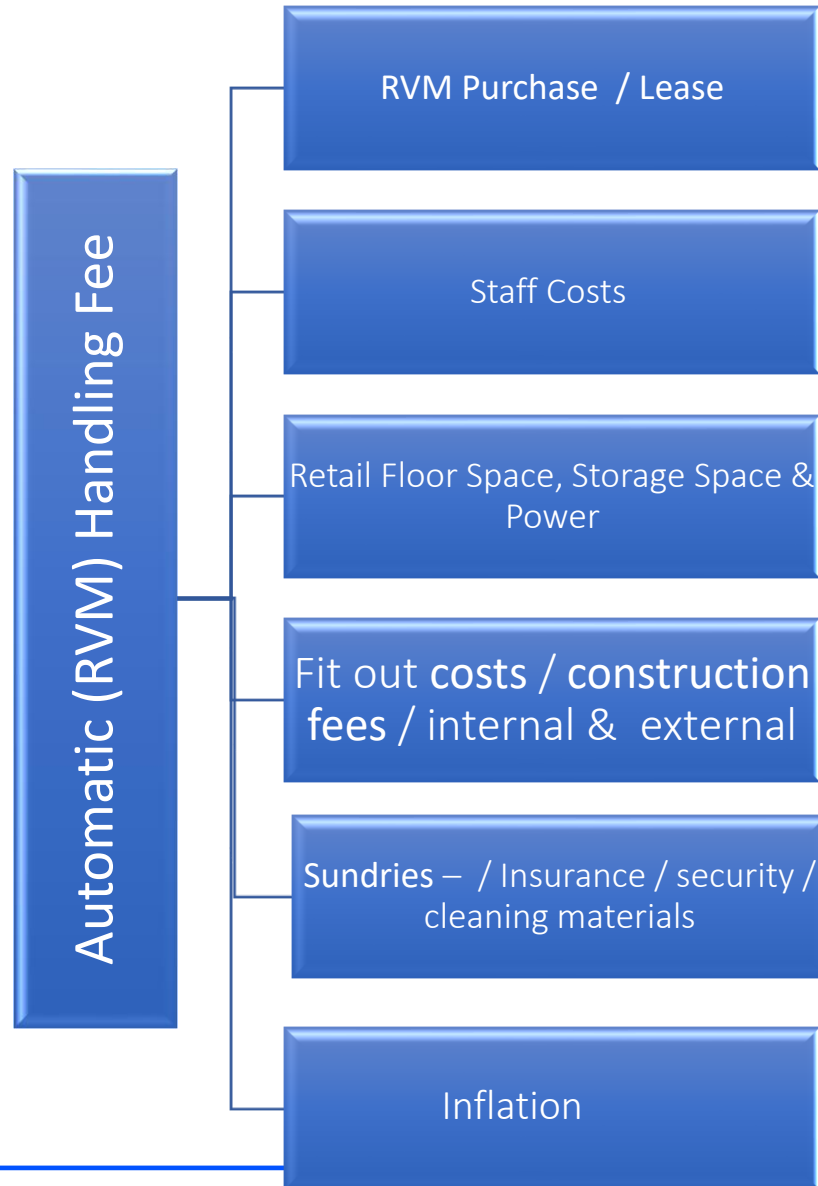 Automatic (RVM) Handling Fee
RVM Purchase / Lease
Staff Costs
Retail Floor Space, Storage Space &
Power
Fit out costs / construction
fees / internal & external
Sundries – / Insurance / security /
cleaning materials
Inflation